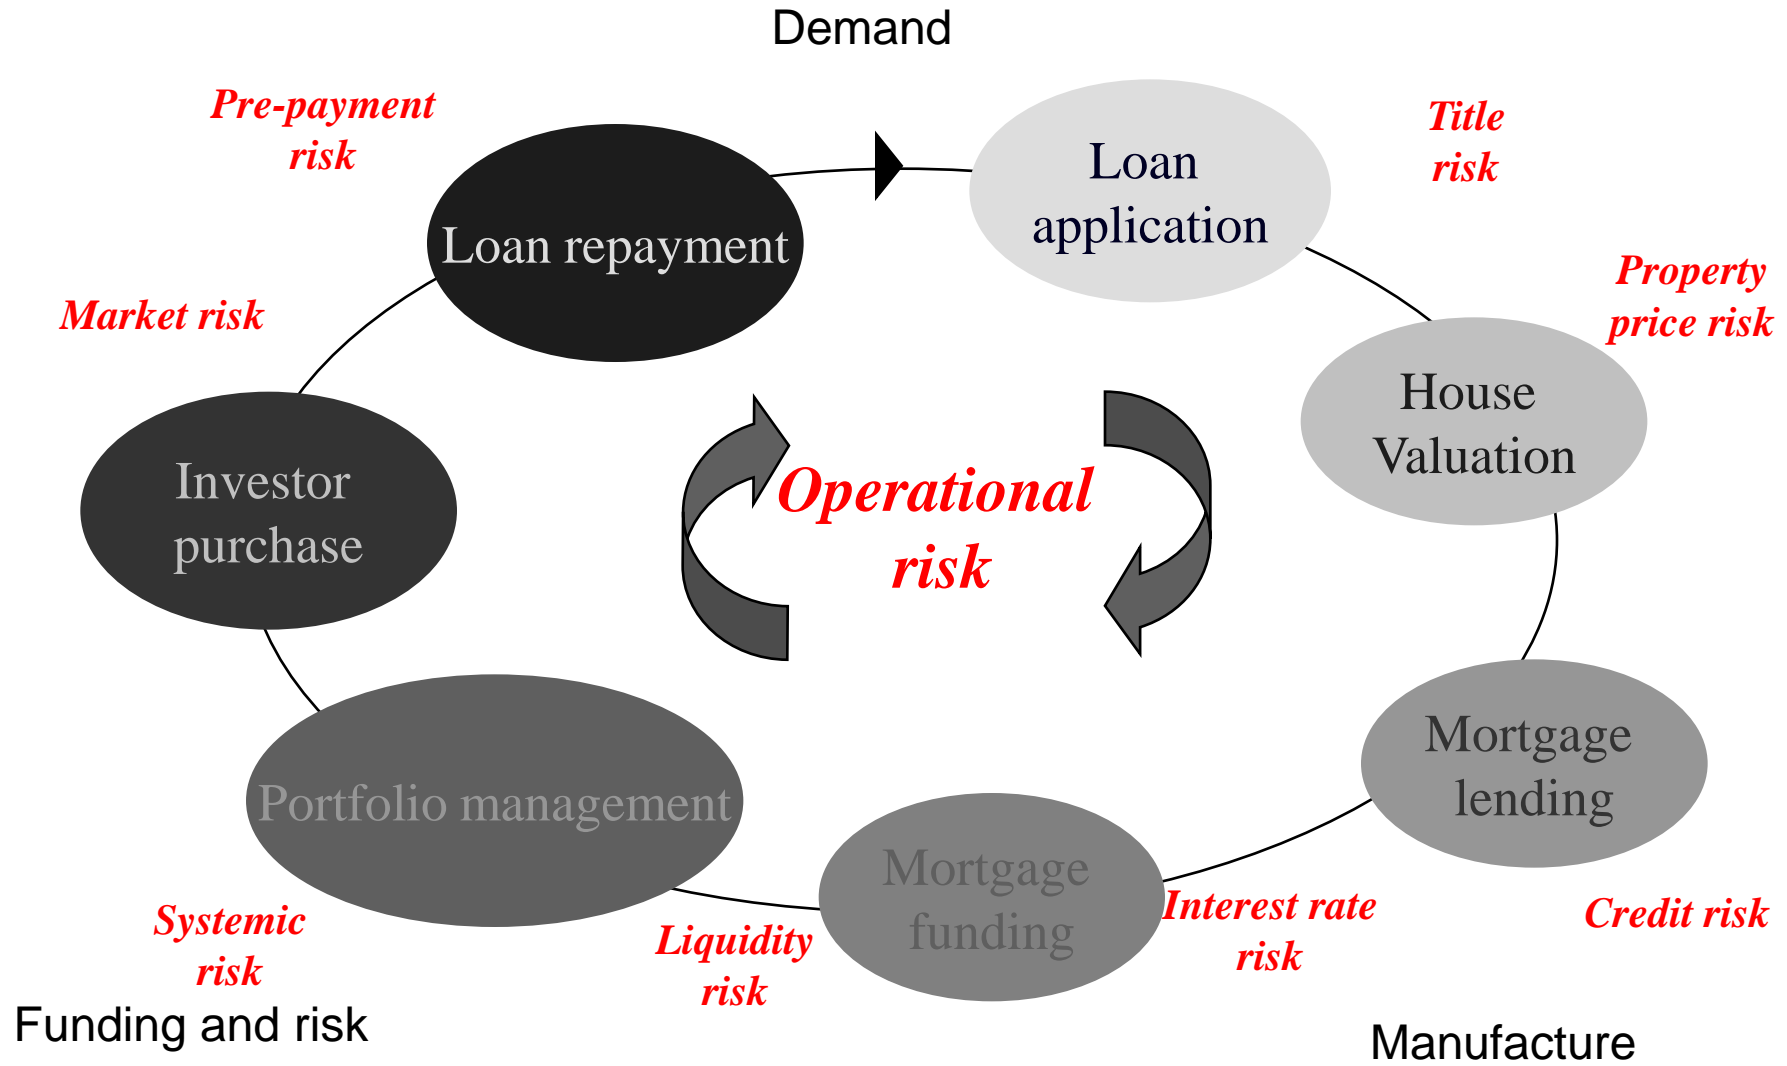 Demand
Pre-payment
risk
Title
risk
Loan
application
Loan repayment
Property
price risk
Market risk
House
Valuation
Investor
purchase
Operational
risk
Mortgage
lending
Portfolio management
Mortgage
funding
Interest rate
risk
Credit risk
Systemic
risk
Liquidity
risk
Funding and risk
Manufacture